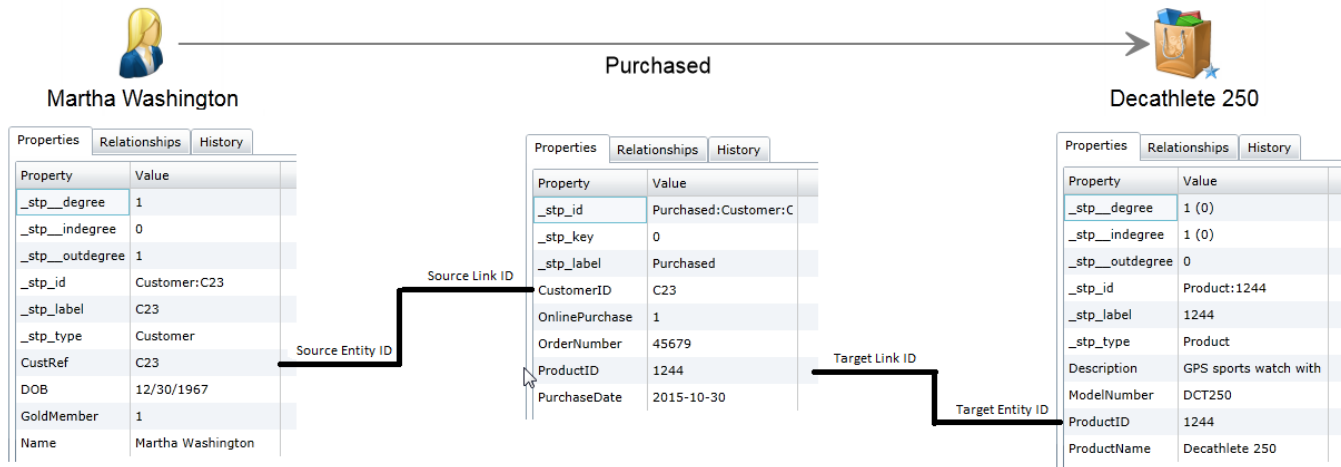 Purchased
Martha Washington
Decathlete 250
Properties Relationships History
Property Value
_stp__degree 1
_stp__indegree 0
_stp__outdegree 1
_stp_id Customer:C23
_stp_label C23
_stp_type Customer
CustRef C23
DOB 12/30/1967
GoldMember 1
Name Martha Washington
Source Entity ID
Source Link ID
Properties Relationships History
Property Value
_stp_id Purchased:Customer:C
_stp_key 0
_stp_label Purchased
CustomerID C23
OnlinePurchase 1
OrderNumber 45679
ProductID 1244
PurchaseDate 2015-10-30
Target Link ID
Target Entity ID
Properties Relationships History
Property Value
_stp__degree 1 (0)
_stp__indegree 1 (0)
_stp__outdegree 0
_stp_id Product:1244
_stp_label 1244
_stp_type Product
Description GPS sports watch with
ModelNumber DCT250
ProductID 1244
ProductName Decathlete 250